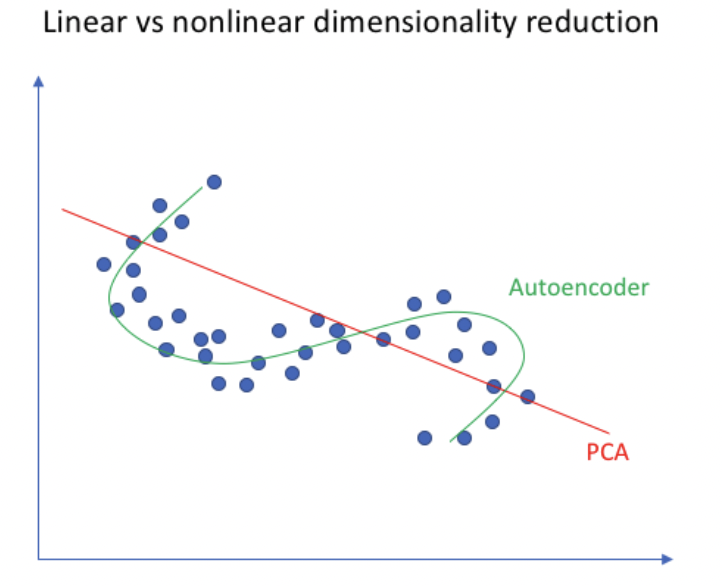 Linear vs nonlinear dimensionality reduction
Autoencoder
PCA